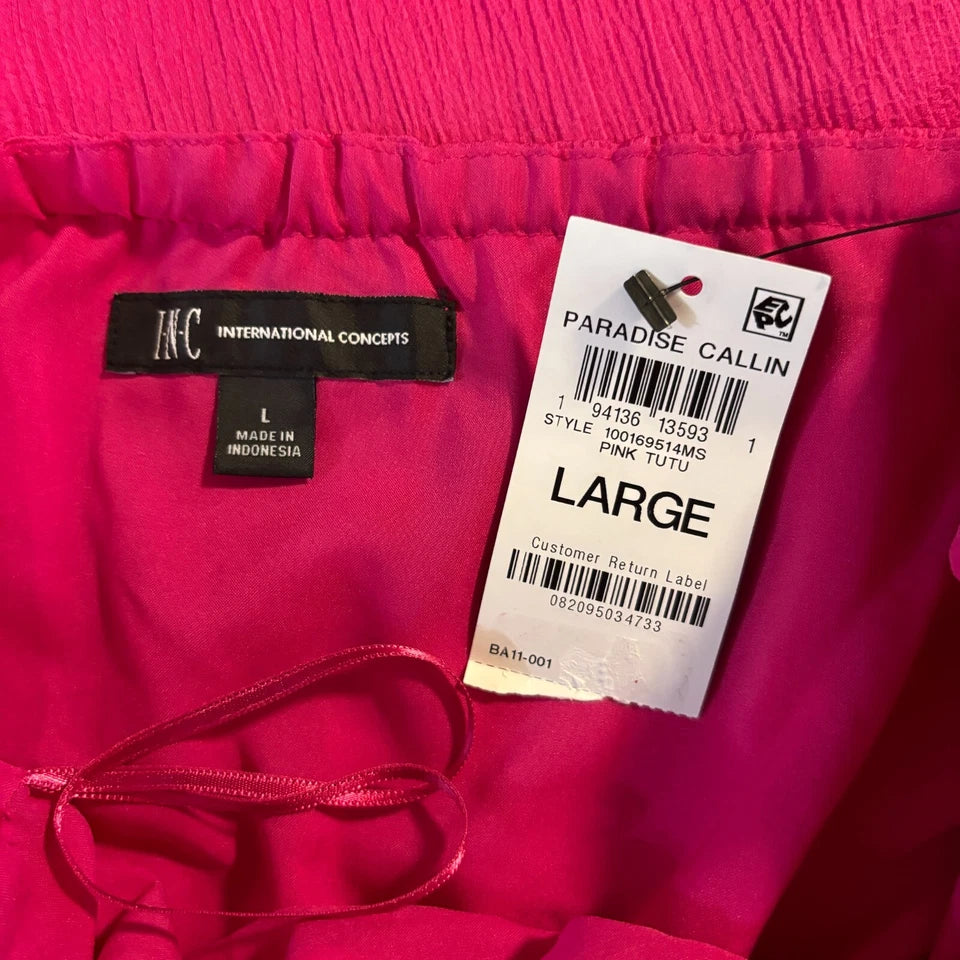 I·N·C INTERNATIONAL CONCEPTS
L
MADE IN
INDONESIA
ECPC™
PARADISE CALLIN
1 94136 13593 1
STYLE 100169514MS
PINK TUTU
LARGE
Customer Return Label
082095034733
BA11-001